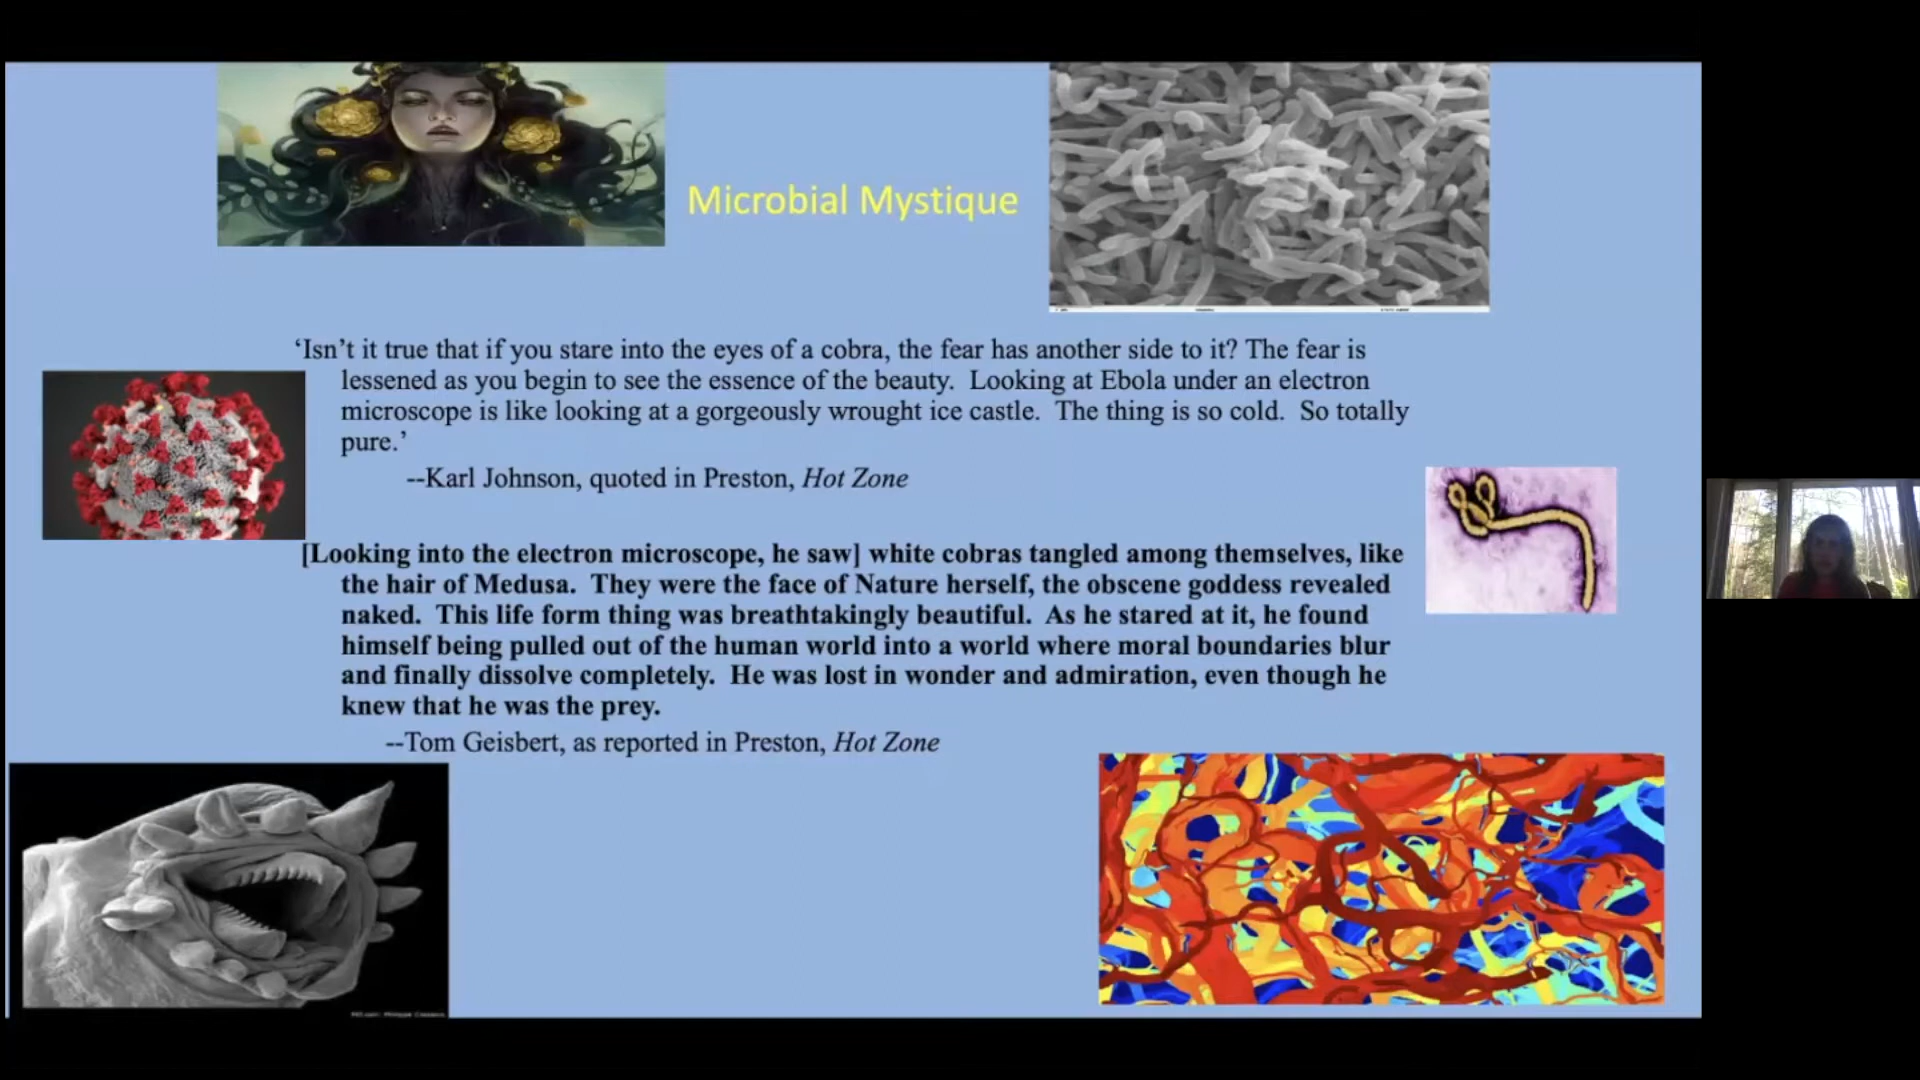 Microbial Mystique
‘Isn’t it true that if you stare into the eyes of a cobra, the fear has another side to it? The fear is
lessened as you begin to see the essence of the beauty. Looking at Ebola under an electron
microscope is like looking at a gorgeously wrought ice castle. The thing is so cold. So totally
pure.’
--Karl Johnson, quoted in Preston, Hot Zone
[Looking into the electron microscope, he saw] white cobras tangled among themselves, like
the hair of Medusa. They were the face of Nature herself, the obscene goddess revealed
naked. This life form thing was breathtakingly beautiful. As he stared at it, he found
himself being pulled out of the human world into a world where moral boundaries blur
and finally dissolve completely. He was lost in wonder and admiration, even though he
knew that he was the prey.
--Tom Geisbert, as reported in Preston, Hot Zone